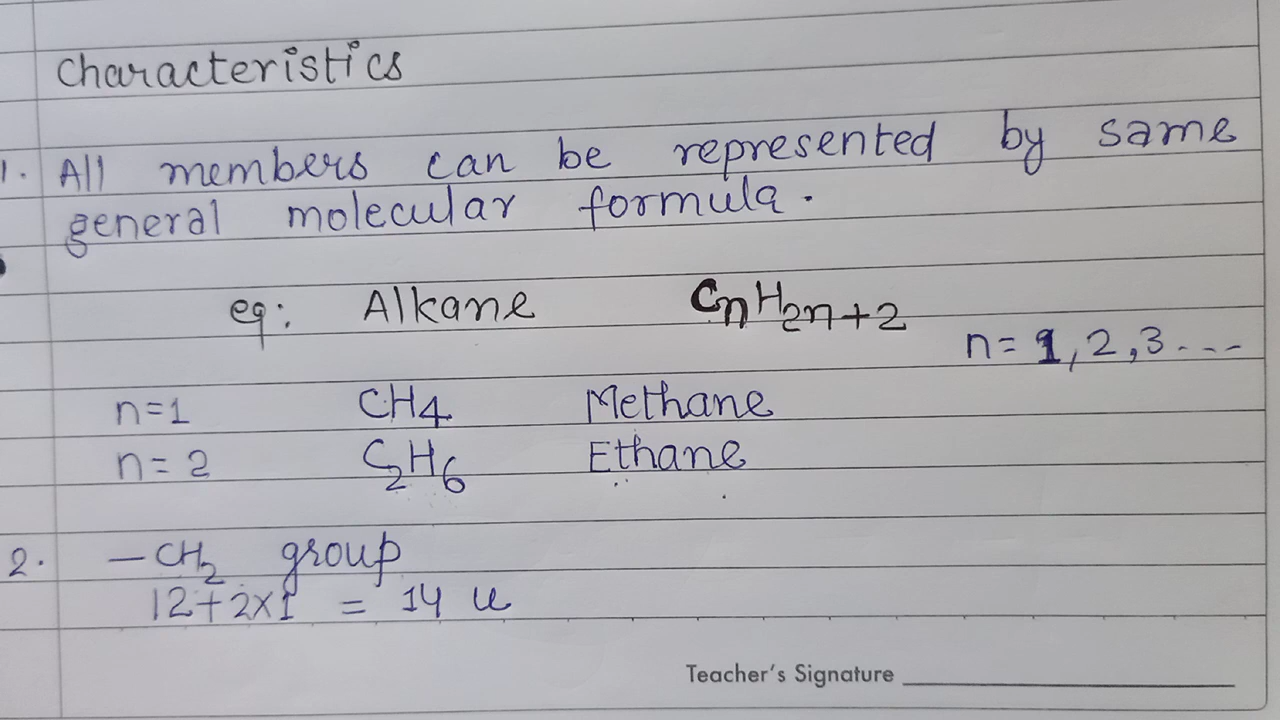 Characteristics
1. All members can be represented by same
general molecular formula.
eg: Alkane CnH2n+2
n= 1, 2, 3 ---
n=1 CH4 Methane
n= 2 C2H6 Ethane
2. -CH2 group
12+2×1 = 14 u
Teacher's Signature